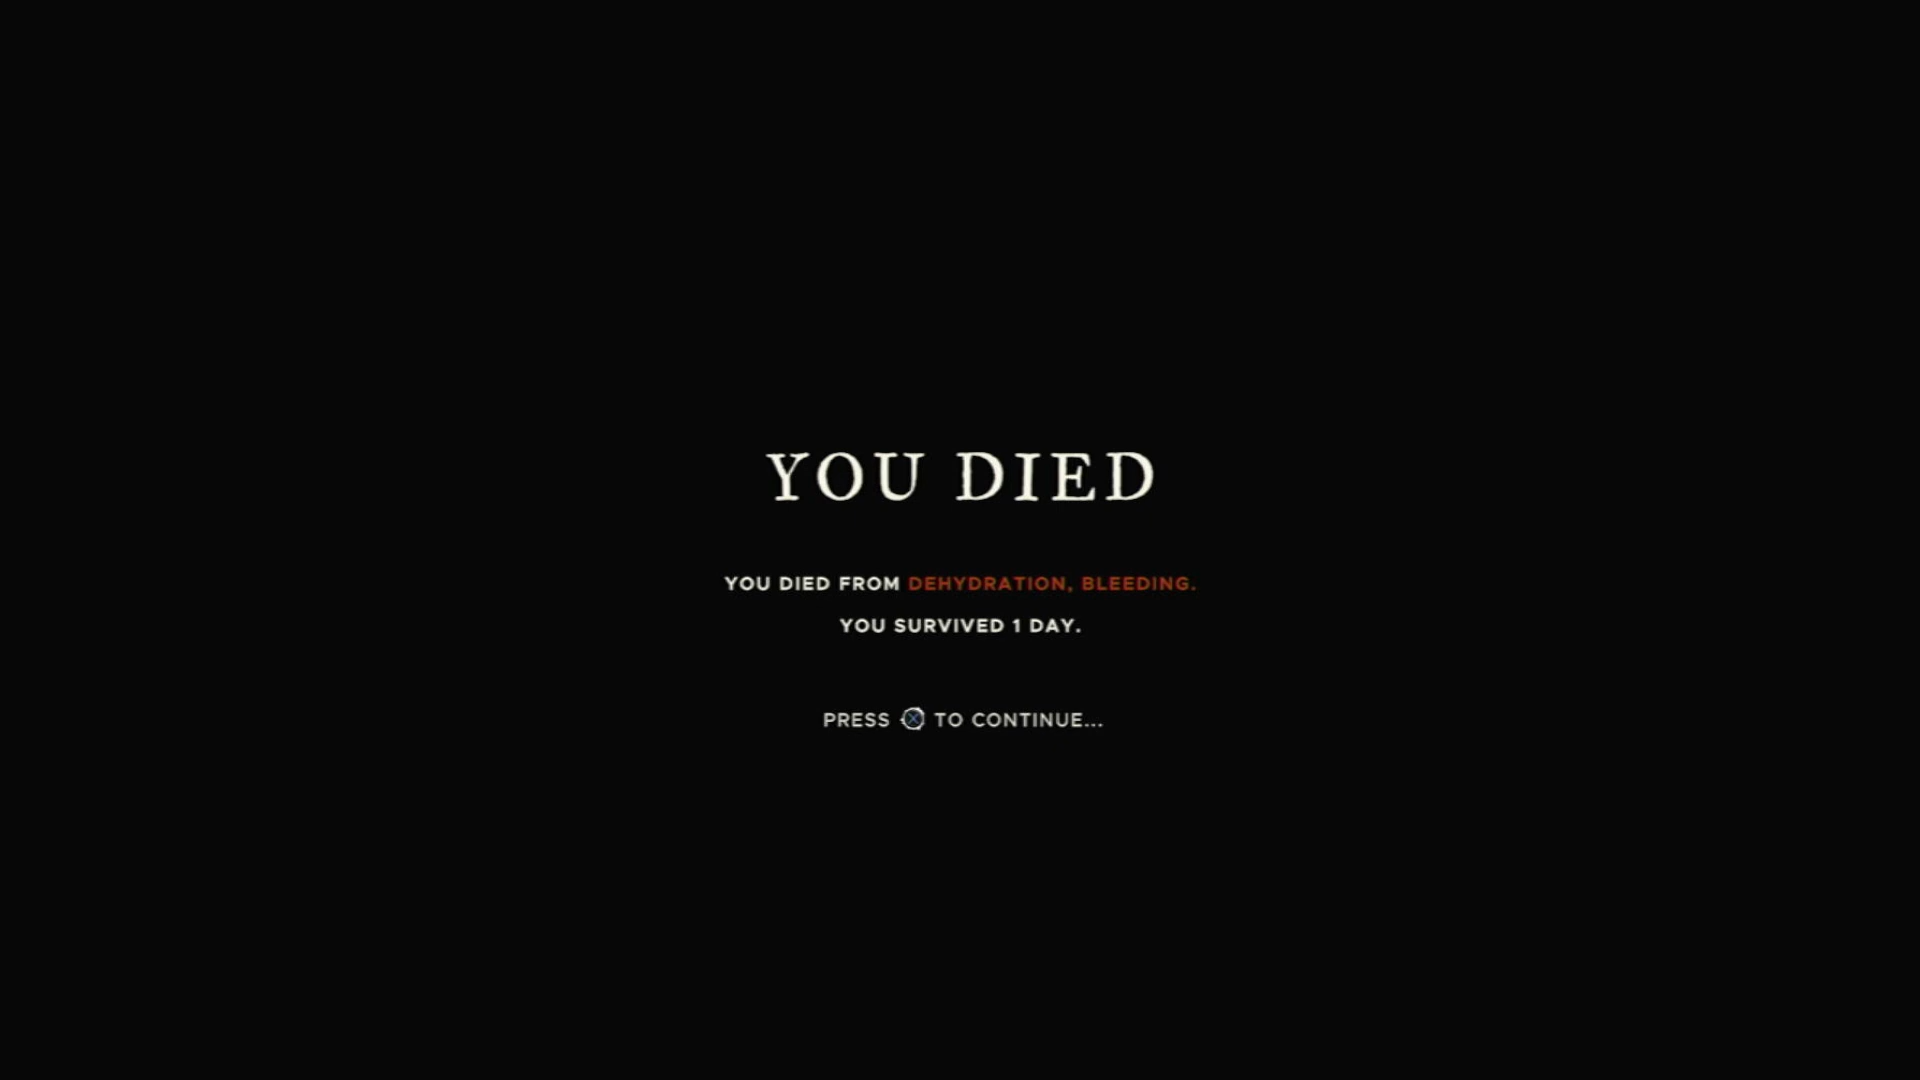 YOU DIED
YOU DIED FROM DEHYDRATION, BLEEDING.
YOU SURVIVED 1 DAY.
PRESS TO CONTINUE...